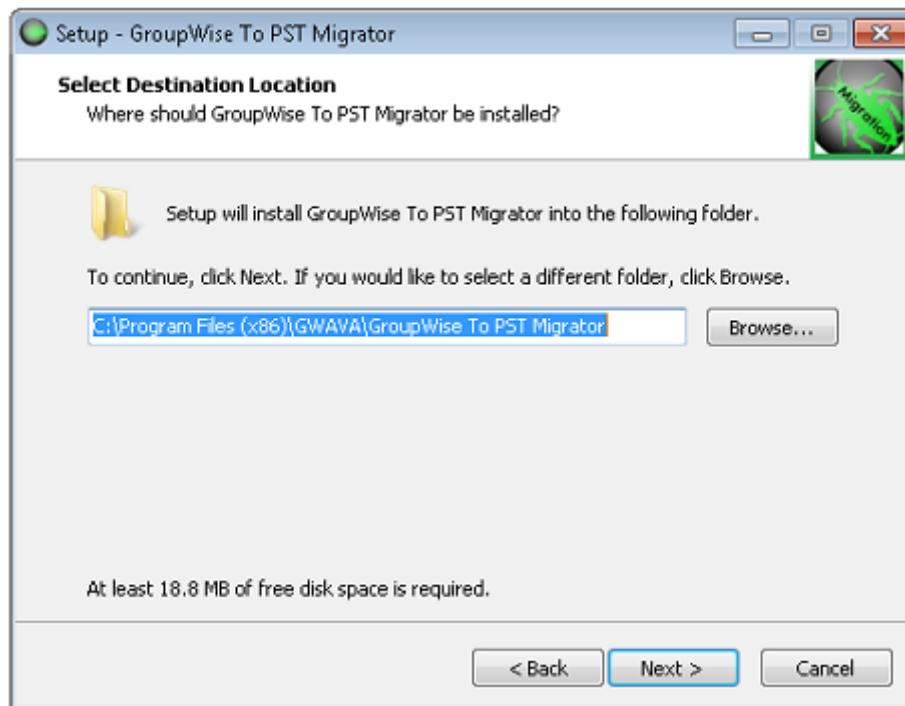 Setup - GroupWise To PST Migrator
Select Destination Location
Where should GroupWise To PST Migrator be installed?
Migration
Setup will install GroupWise To PST Migrator into the following folder.
To continue, click Next. If you would like to select a different folder, click Browse.
C:\Program Files (x86)\GWAVA\GroupWise To PST Migrator
Browse...
At least 18.8 MB of free disk space is required.
< Back
Next >
Cancel